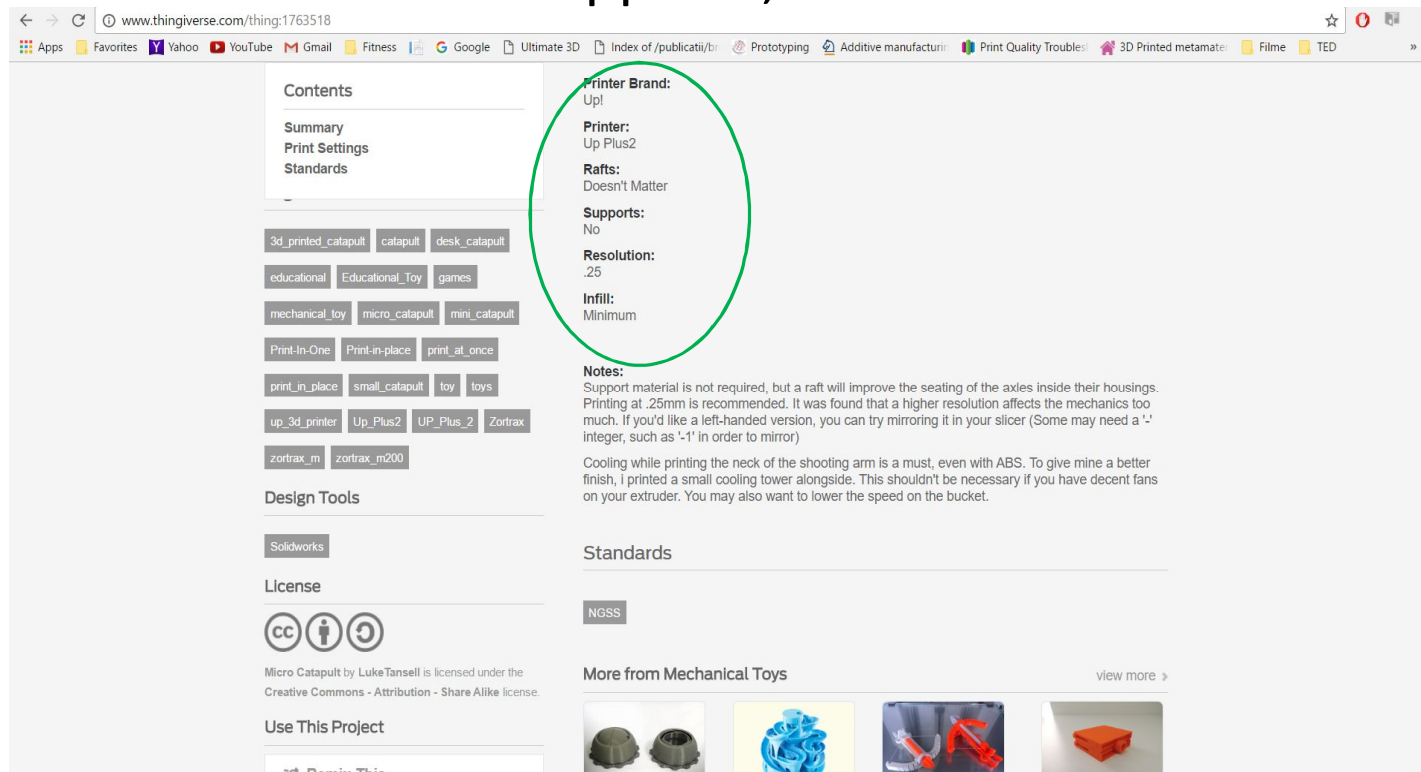 www.thingiverse.com/thing:1763518
Apps Favorites Yahoo YouTube Gmail Fitness Google Ultimate 3D Index of /publicatii/br Prototyping Additive manufacturin Print Quality Troubles 3D Printed metamate Filme TED »
Contents
Summary
Print Settings
Standards
3d_printed_catapult catapult desk_catapult
educational Educational_Toy games
mechanical_toy micro_catapult mini_catapult
Print-In-One Print-in-place print_at_once
print_in_place small_catapult toy toys
up_3d_printer Up_Plus2 UP_Plus_2 Zortrax
zortrax_m zortrax_m200
Design Tools
Solidworks
License
cc
Micro Catapult by LukeTansell is licensed under the
Creative Commons - Attribution - Share Alike license.
Use This Project
Remix This
Printer Brand:
Up!
Printer:
Up Plus2
Rafts:
Doesn't Matter
Supports:
No
Resolution:
.25
Infill:
Minimum
Notes:
Support material is not required, but a raft will improve the seating of the axles inside their housings.
Printing at .25mm is recommended. It was found that a higher resolution affects the mechanics too
much. If you'd like a left-handed version, you can try mirroring it in your slicer (Some may need a '-'
integer, such as '-1' in order to mirror)
Cooling while printing the neck of the shooting arm is a must, even with ABS. To give mine a better
finish, i printed a small cooling tower alongside. This shouldn't be necessary if you have decent fans
on your extruder. You may also want to lower the speed on the bucket.
Standards
NGSS
More from Mechanical Toys view more